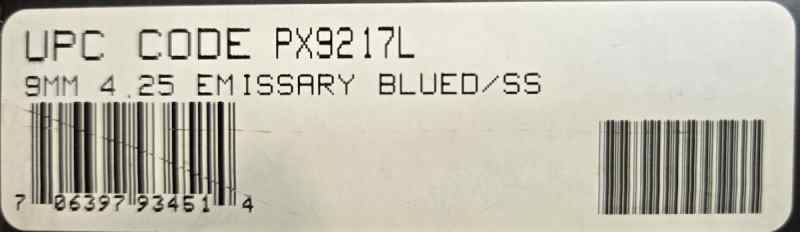 UPC CODE PX9217L
9MM 4.25 EMISSARY BLUED/SS
7 06397 93451 4